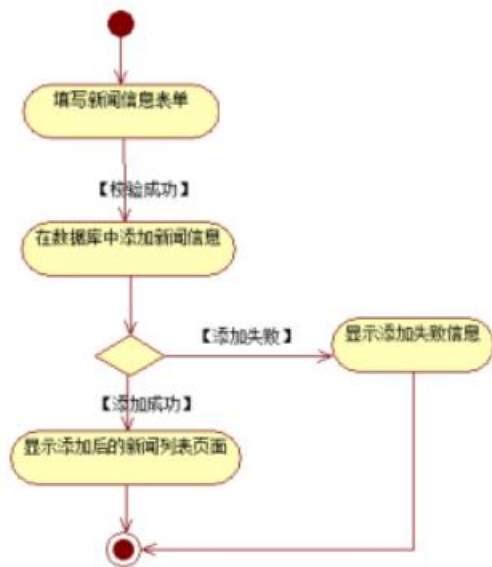 填写新闻信息表单
【校验成功】
在数据库中添加新闻信息
【添加失败】
显示添加失败信息
【添加成功】
显示添加后的新闻列表页面